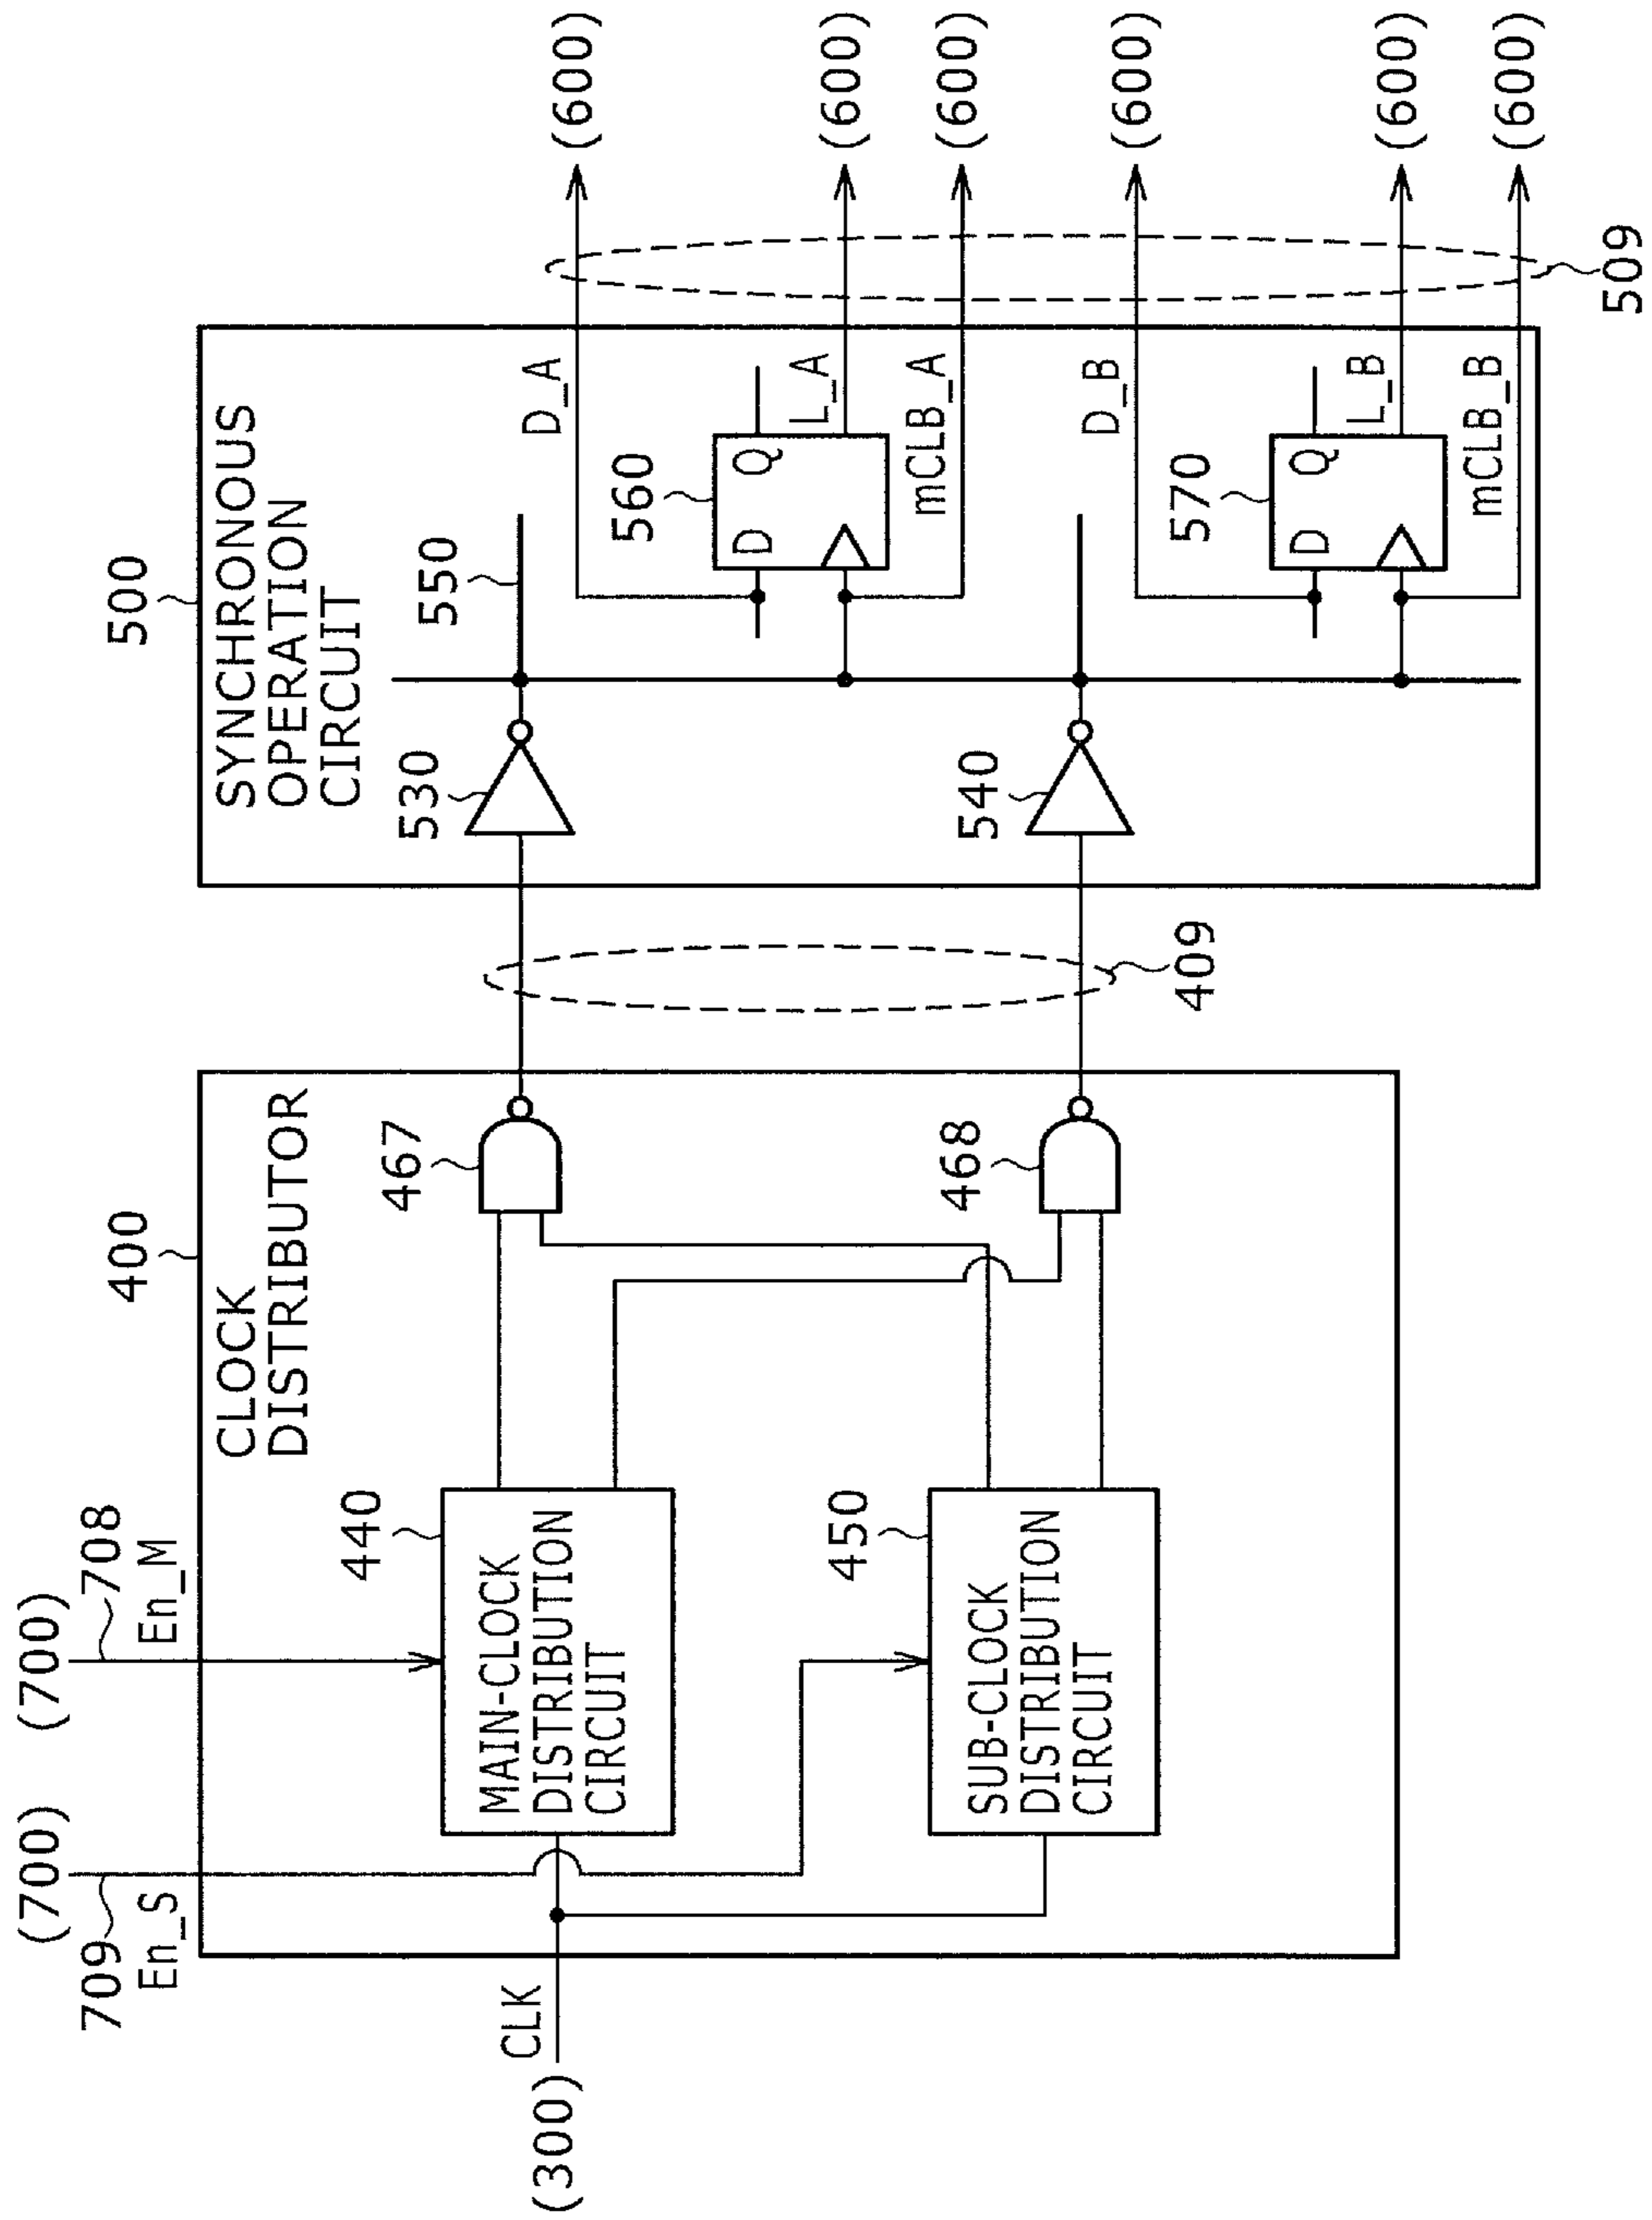 (700)
(700)
709
En_S
708
En_M
400
CLOCK
DISTRIBUTOR
500
SYNCHRONOUS
OPERATION
CIRCUIT
(300)
CLK
440
MAIN-CLOCK
DISTRIBUTION
CIRCUIT
450
SUB-CLOCK
DISTRIBUTION
CIRCUIT
467
468
409
530
540
550
560
D
Q
D_A
L_A
mCLB_A
570
D
Q
D_B
L_B
mCLB_B
(600)
(600)
(600)
(600)
(600)
(600)
509